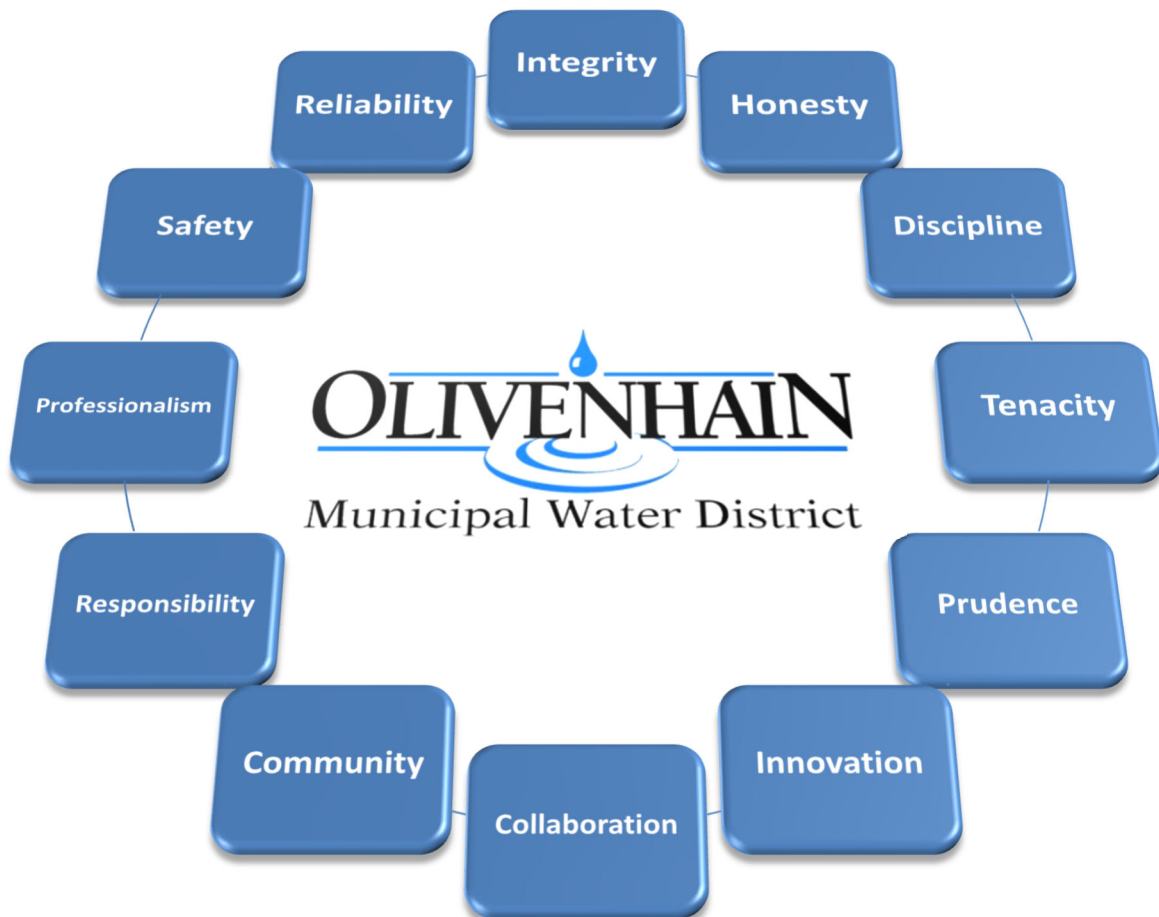 Integrity
Honesty
Discipline
Tenacity
Prudence
Innovation
Collaboration
Community
Responsibility
Professionalism
Safety
Reliability
OLIVENHAIN
Municipal Water District